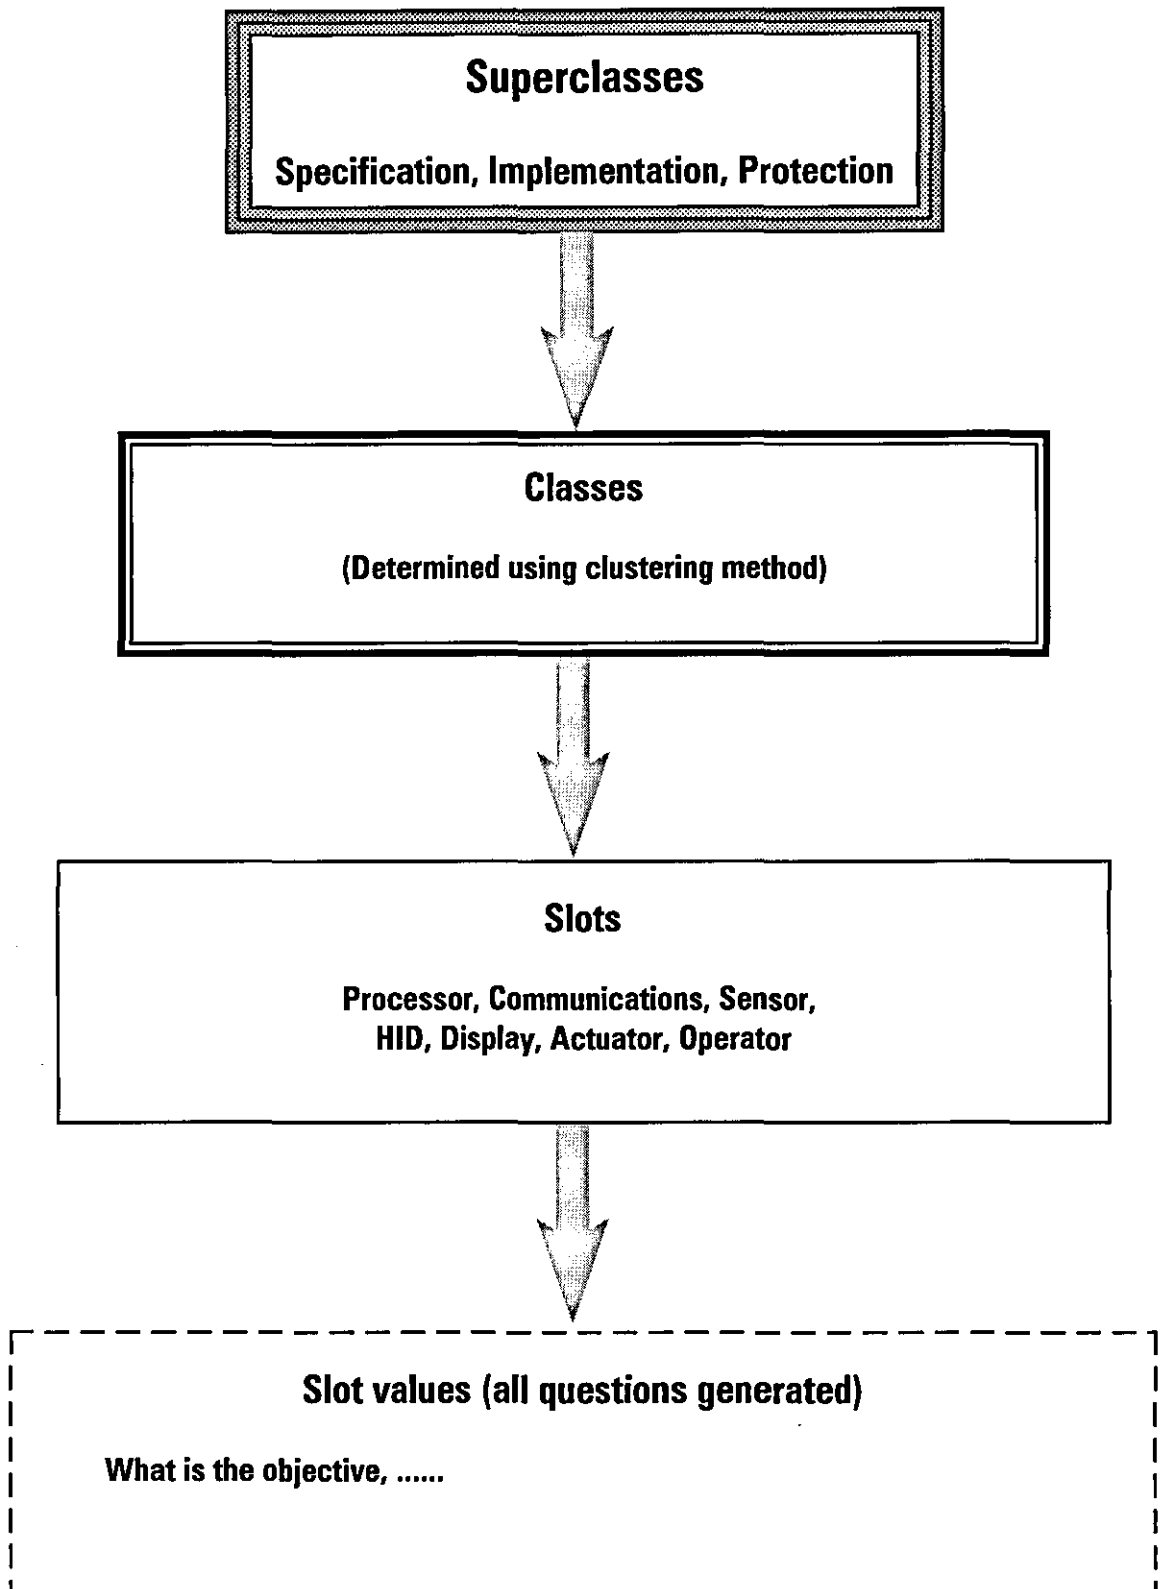 Superclasses
Specification, Implementation, Protection
Classes
(Determined using clustering method)
Slots
Processor, Communications, Sensor,
HID, Display, Actuator, Operator
Slot values (all questions generated)
What is the objective, ......